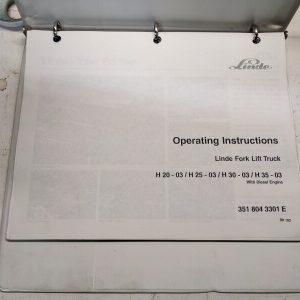 Linde
Operating Instructions
Linde Fork Lift Truck
H 20 - 03 / H 25 - 03 / H 30 - 03 / H 35 - 03
With Diesel Engine
351 804 3301 E